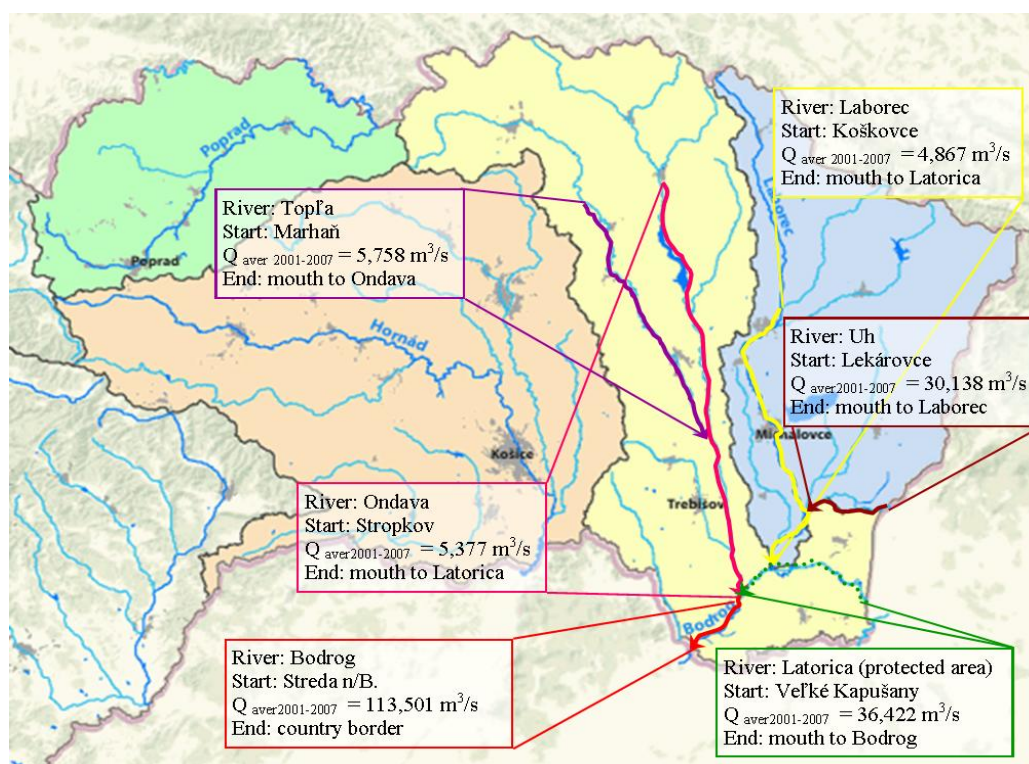 River: Laborec
Start: Koškovce
Q aver 2001-2007 = 4,867 m³/s
End: mouth to Latorica
Poprad
Laborec
River: Topľa
Start: Marhaň
Q aver 2001-2007 = 5,758 m³/s
End: mouth to Ondava
Poprad
Hornád
River: Uh
Start: Lekárovce
Q aver2001-2007 = 30,138 m³/s
End: mouth to Laborec
Michalovce
Košice
River: Ondava
Start: Stropkov
Q aver2001-2007 = 5,377 m³/s
End: mouth to Latorica
Trebišov
Bodrog
River: Bodrog
Start: Streda n/B.
Q aver2001-2007 = 113,501 m³/s
End: country border
River: Latorica (protected area)
Start: Veľké Kapušany
Q aver2001-2007 = 36,422 m³/s
End: mouth to Bodrog